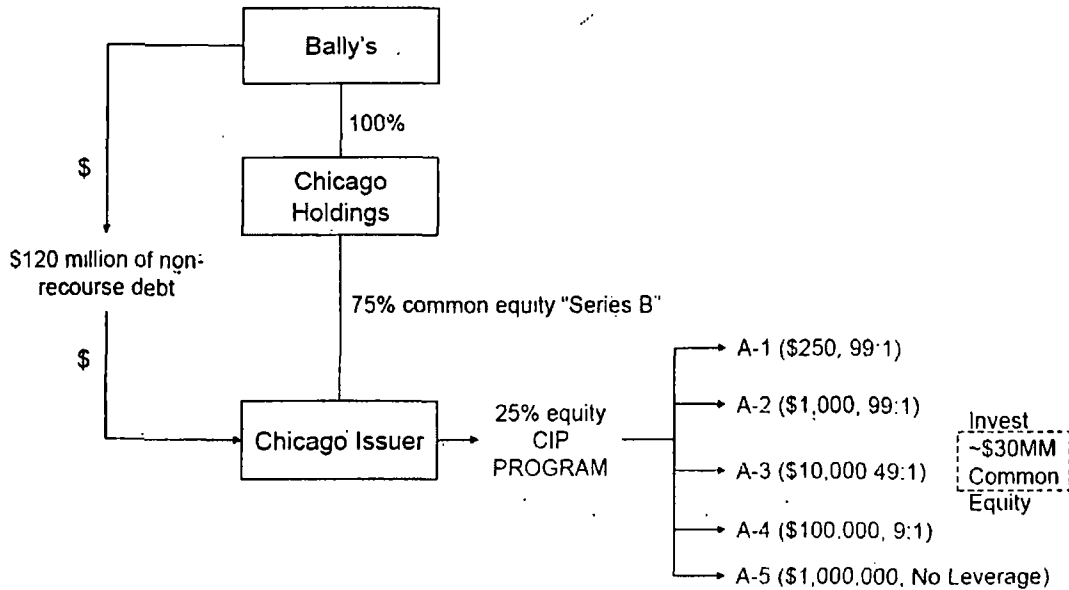 Bally's
100%
$
Chicago
Holdings
$120 million of non-
recourse debt
75% common equity "Series B"
$
Chicago Issuer
25% equity
CIP
PROGRAM
A-1 ($250, 99:1)
A-2 ($1,000, 99:1)
A-3 ($10,000 49:1)
A-4 ($100.000, 9:1)
A-5 ($1,000,000, No Leverage)
Invest
~$30MM
Common
Equity